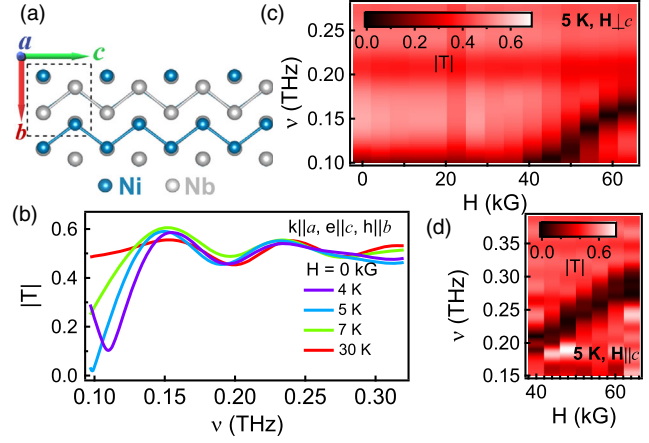 (a)
a
c
b
Ni
Nb
(b)
k||a, e||c, h||b
H = 0 kG
4 K
5 K
7 K
30 K
0.6
0.4
0.2
0.0
|T|
0.10
0.15
0.20
0.25
0.30
ν (THz)
(c)
0.0
0.2
0.4
0.6
|T|
5 K, H⊥c
0.25
0.20
0.15
0.10
ν (THz)
0
20
40
60
H (kG)
(d)
0.0
0.6
|T|
5 K, H||c
0.35
0.30
0.25
0.20
0.15
ν (THz)
40
50
60
H (kG)